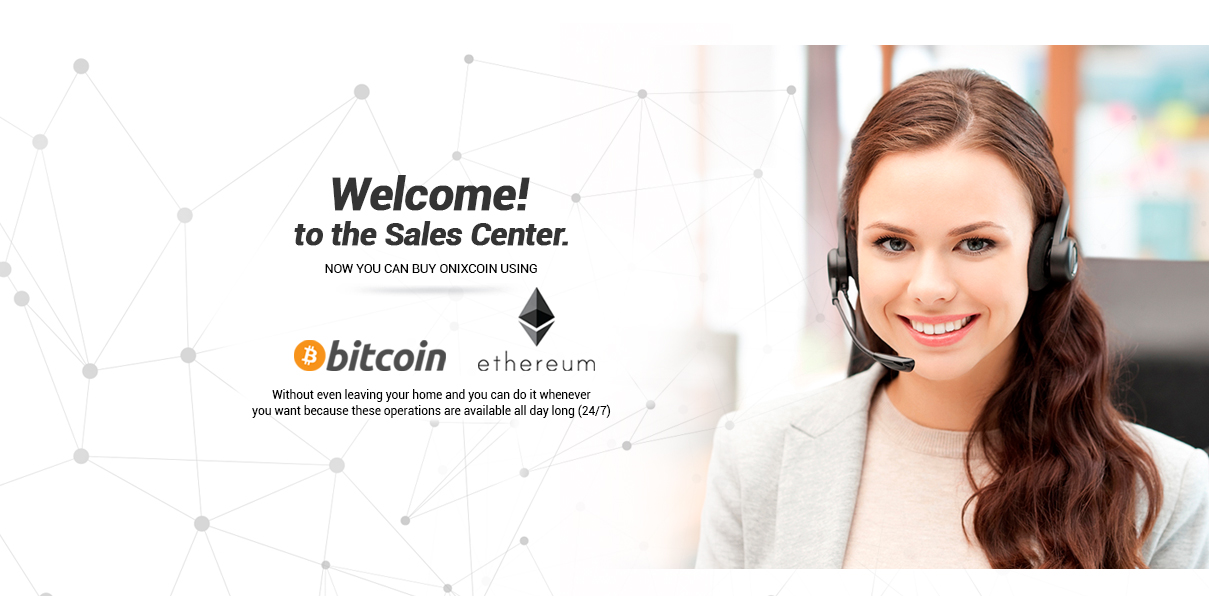 Welcome!
to the Sales Center.
NOW YOU CAN BUY ONIXCOIN USING
bitcoin
ethereum
Without even leaving your home and you can do it whenever
you want because these operations are available all day long (24/7)